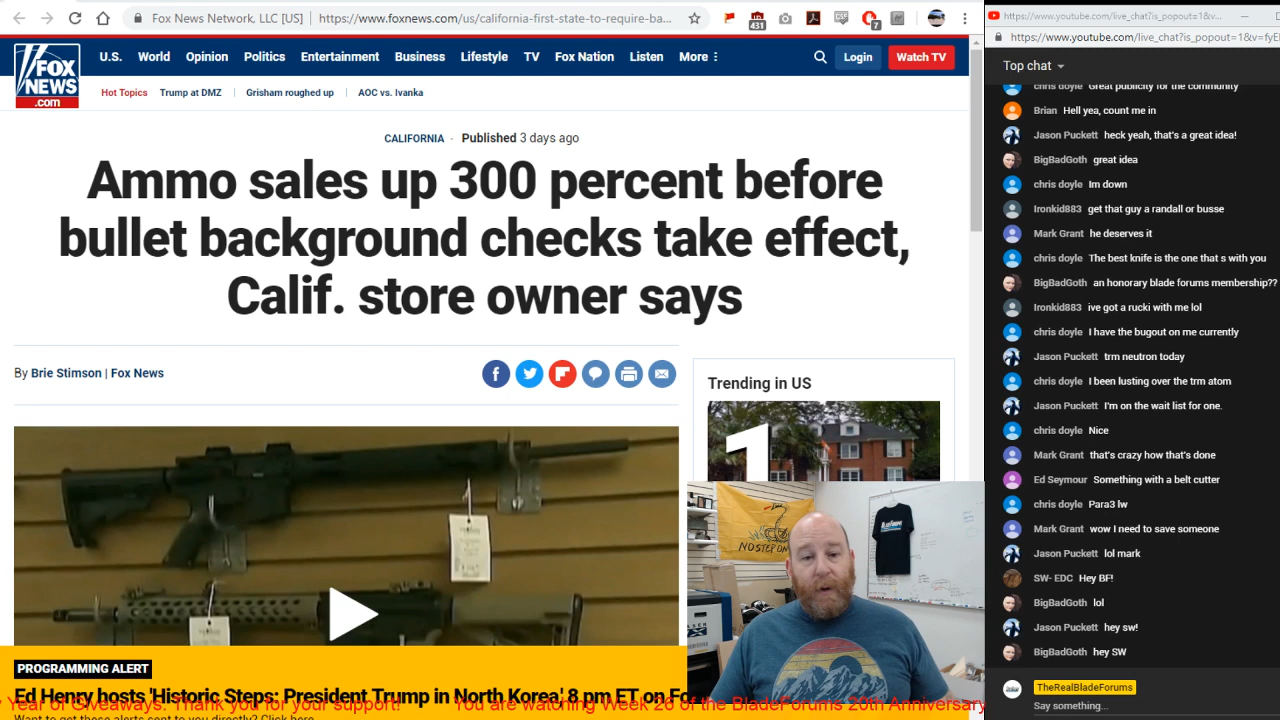 Fox News Network, LLC [US]
https://www.foxnews.com/us/california-first-state-to-require-ba...
431
7
FOX
NEWS
.com
U.S. World Opinion Politics Entertainment Business Lifestyle TV Fox Nation Listen More
Login
Watch TV
Hot Topics Trump at DMZ Grisham roughed up AOC vs. Ivanka
CALIFORNIA · Published 3 days ago
Ammo sales up 300 percent before
bullet background checks take effect,
Calif. store owner says
By Brie Stimson | Fox News
Trending in US
1
NO STEP ON
PROGRAMMING ALERT
Ed Henry hosts 'Historic Steps: President Trump in North Korea' 8 pm ET on Fo
Year of Giveaways. Thank you for your support!
You are watching Week 26 of the BladeForums 20th Anniversary
Want to get these alerts sent to you directly? Click here
https://www.youtube.com/live_chat?is_popout=1&v...
https://www.youtube.com/live_chat?is_popout=1&v=fyE
Top chat
chris doyle Great publicity for the community
Brian Hell yea, count me in
Jason Puckett heck yeah, that's a great idea!
BigBadGoth great idea
chris doyle Im down
Ironkid883 get that guy a randall or busse
Mark Grant he deserves it
chris doyle The best knife is the one that s with you
BigBadGoth an honorary blade forums membership??
Ironkid883 ive got a rucki with me lol
chris doyle I have the bugout on me currently
Jason Puckett trm neutron today
chris doyle I been lusting over the trm atom
Jason Puckett I'm on the wait list for one.
chris doyle Nice
Mark Grant that's crazy how that's done
Ed Seymour Something with a belt cutter
chris doyle Para3 lw
Mark Grant wow I need to save someone
Jason Puckett lol mark
SW- EDC Hey BF!
BigBadGoth lol
Jason Puckett hey sw!
BigBadGoth hey SW
TheRealBladeForums
Say something...